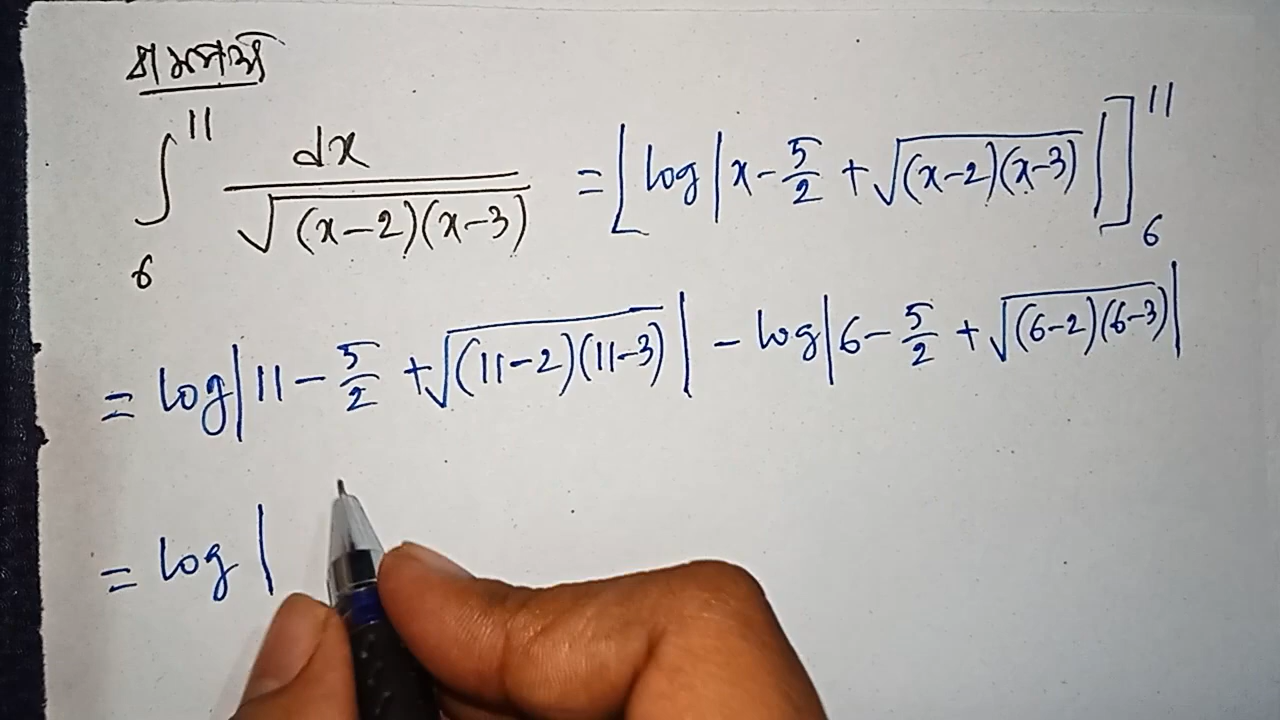 বামপক্ষ
∫₆¹¹ dx / √((x-2)(x-3)) = [log|x - 5/2 + √((x-2)(x-3))|]₆¹¹
= log|11 - 5/2 + √((11-2)(11-3))| - log|6 - 5/2 + √((6-2)(6-3))|
= log |